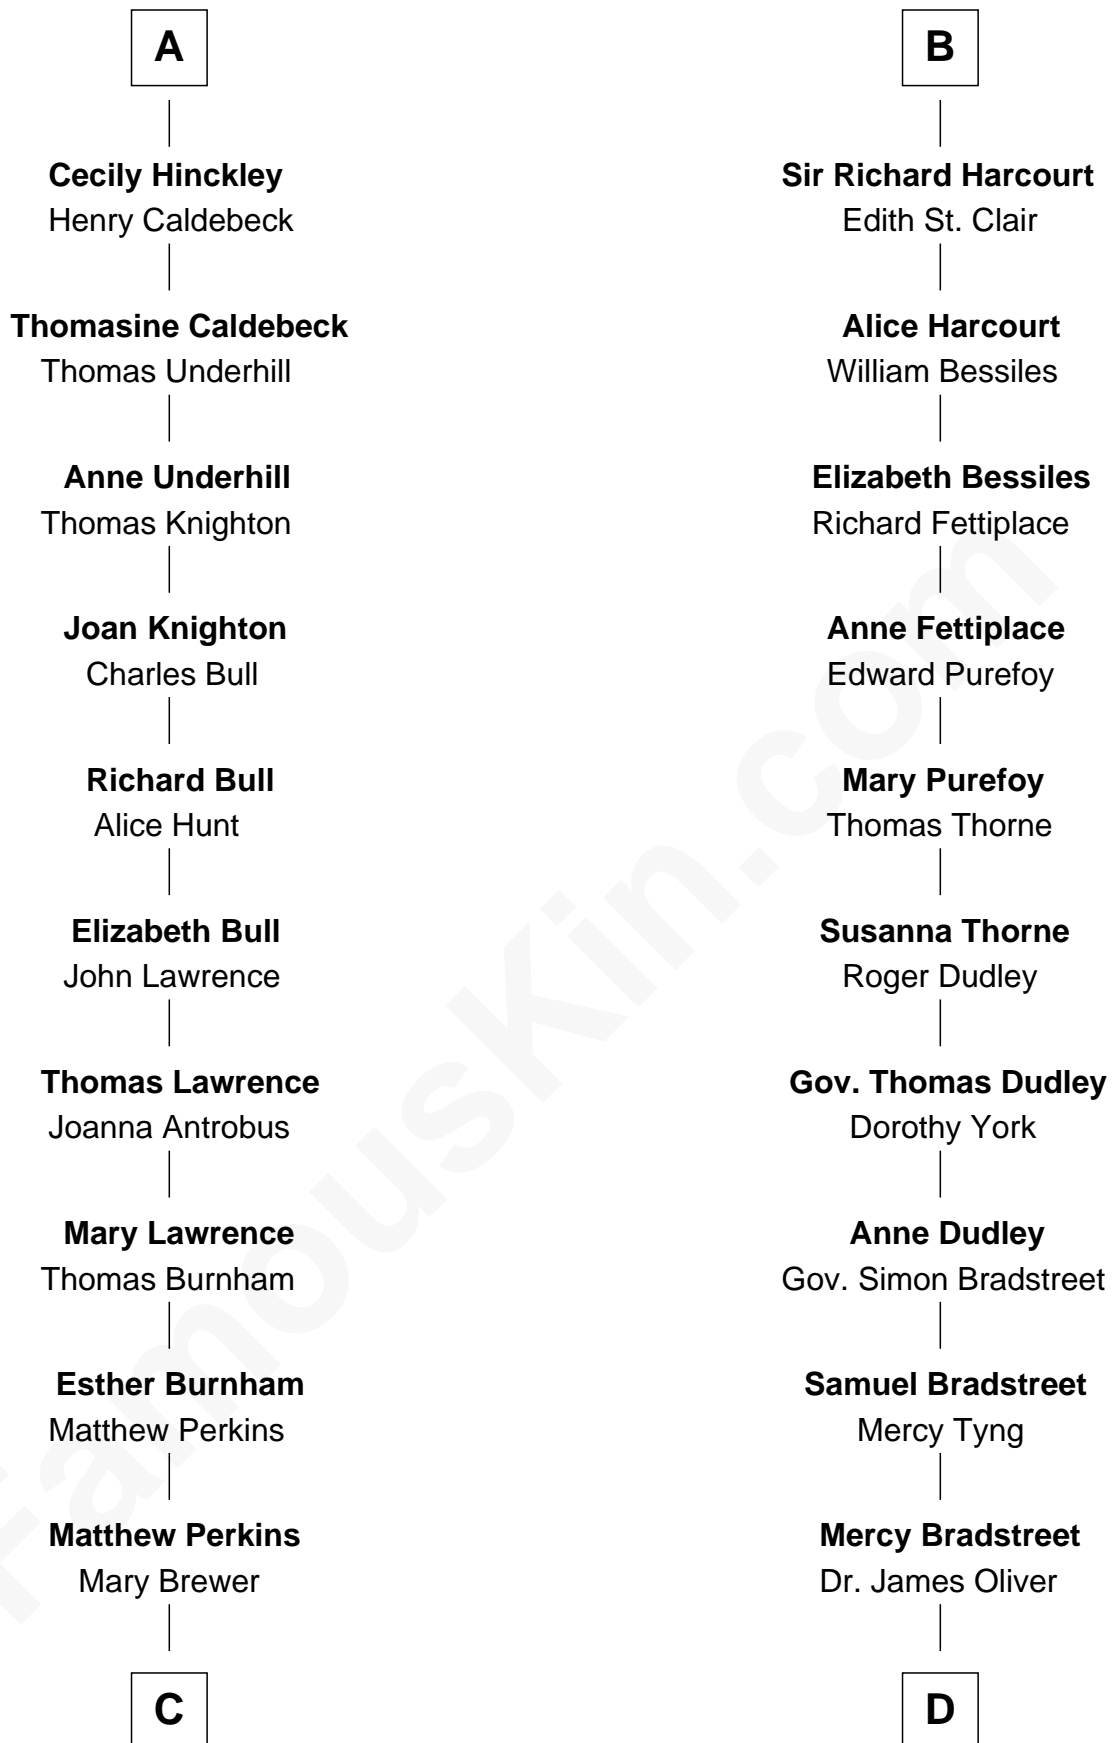 A
Cecily Hinckley
Henry Caldebeck
Thomasine Caldebeck
Thomas Underhill
Anne Underhill
Thomas Knighton
Joan Knighton
Charles Bull
Richard Bull
Alice Hunt
Elizabeth Bull
John Lawrence
Thomas Lawrence
Joanna Antrobus
Mary Lawrence
Thomas Burnham
Esther Burnham
Matthew Perkins
Matthew Perkins
Mary Brewer
C
B
Sir Richard Harcourt
Edith St. Clair
Alice Harcourt
William Bessiles
Elizabeth Bessiles
Richard Fettiplace
Anne Fettiplace
Edward Purefoy
Mary Purefoy
Thomas Thorne
Susanna Thorne
Roger Dudley
Gov. Thomas Dudley
Dorothy York
Anne Dudley
Gov. Simon Bradstreet
Samuel Bradstreet
Mercy Tyng
Mercy Bradstreet
Dr. James Oliver
D
FamousKin.com